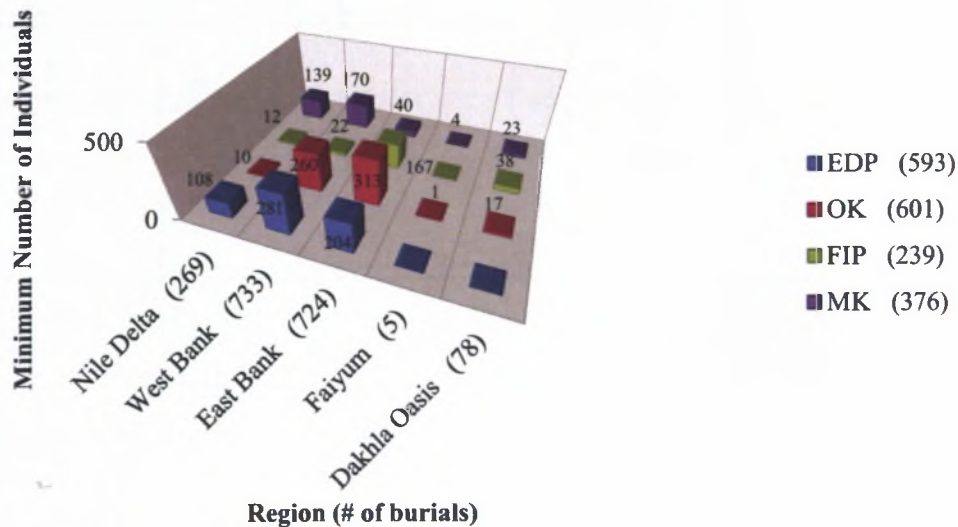 Minimum Number of Individuals
500
0
139
170
40
4
23
12
22
167
38
10
260
313
1
17
108
281
204
Nile Delta (269)
West Bank (733)
East Bank (724)
Faiyum (5)
Dakhla Oasis (78)
Region (# of burials)
EDP (593)
OK (601)
FIP (239)
MK (376)